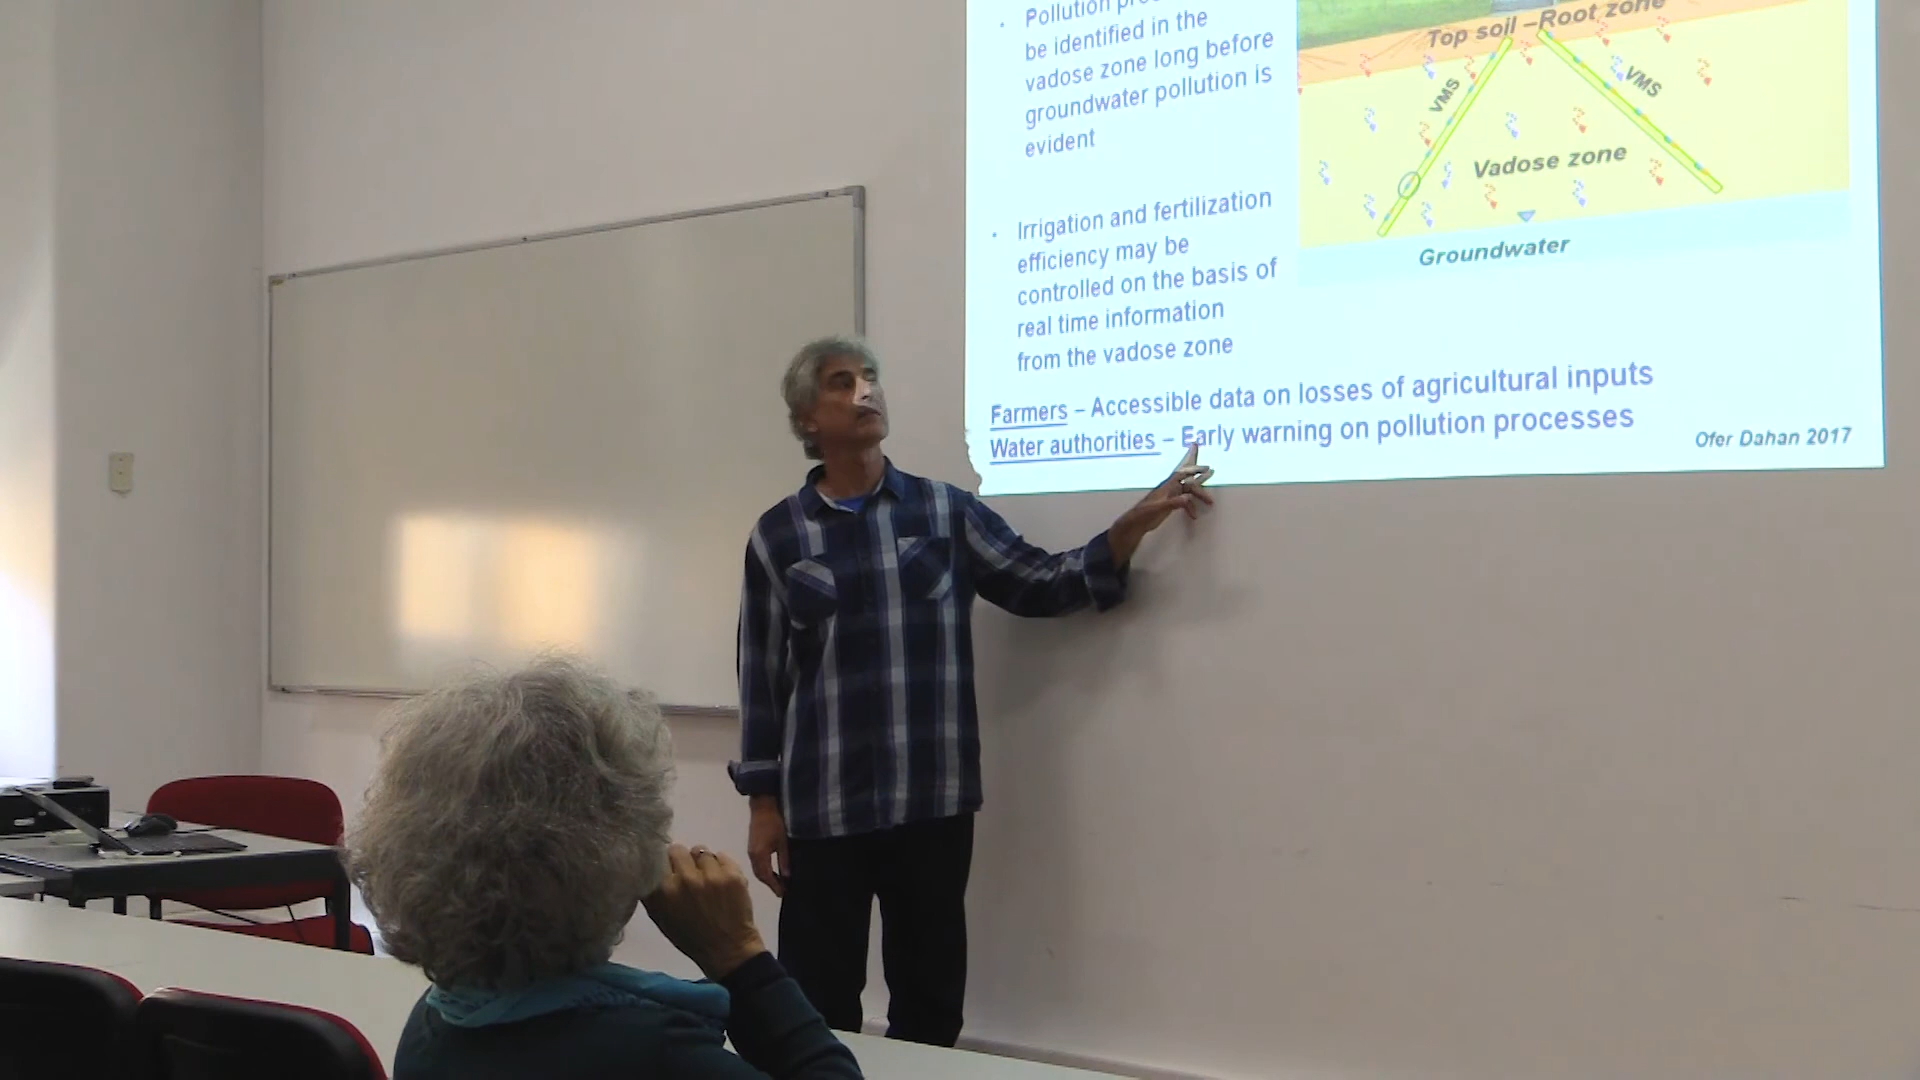 Pollution
be identified in the
vadose zone long before
groundwater pollution is
evident
Irrigation and fertilization
efficiency may be
controlled on the basis of
real time information
from the vadose zone
Top soil –Root zone
VMS
VMS
Vadose zone
Groundwater
Farmers – Accessible data on losses of agricultural inputs
Water authorities – Early warning on pollution processes
Ofer Dahan 2017